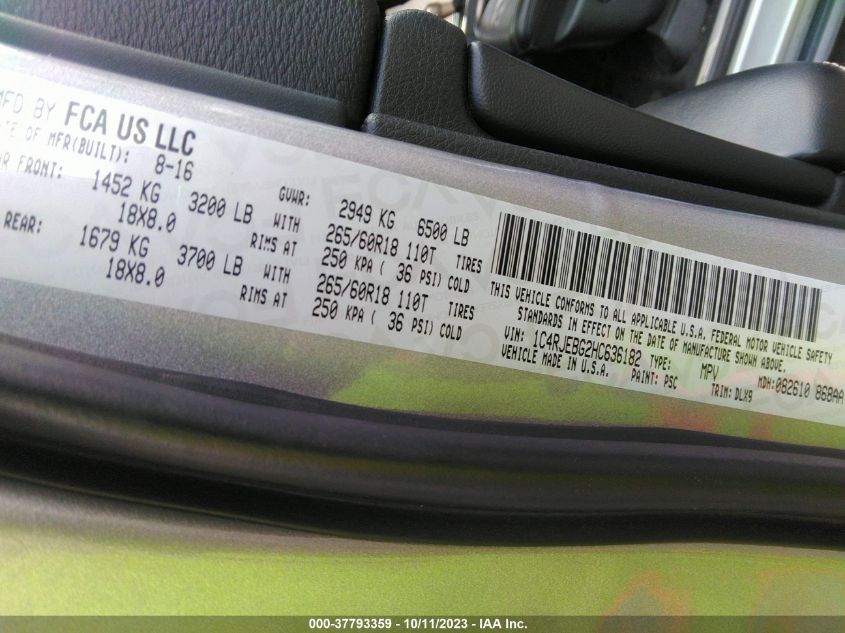 MFD BY FCA US LLC
DATE OF MFR(BUILT): 8-16
FRONT: 1452 KG 3200 LB
18X8.0 RIMS AT
REAR: 1679 KG 3700 LB
18X8.0 RIMS AT
GVWR: 2949 KG 6500 LB
WITH 265/60R18 110T TIRES
250 KPA ( 36 PSI) COLD
WITH 265/60R18 110T TIRES
250 KPA ( 36 PSI) COLD
THIS VEHICLE CONFORMS TO ALL APPLICABLE U.S.A. FEDERAL MOTOR VEHICLE SAFETY
STANDARDS IN EFFECT ON THE DATE OF MANUFACTURE SHOWN ABOVE.
VIN: 1C4RJEBG2HC636182 TYPE: MPV
VEHICLE MADE IN U.S.A. PAINT: PSC TRIM: DLX9 MDH:082610 868AA
000-37793359 - 10/11/2023 - IAA Inc.